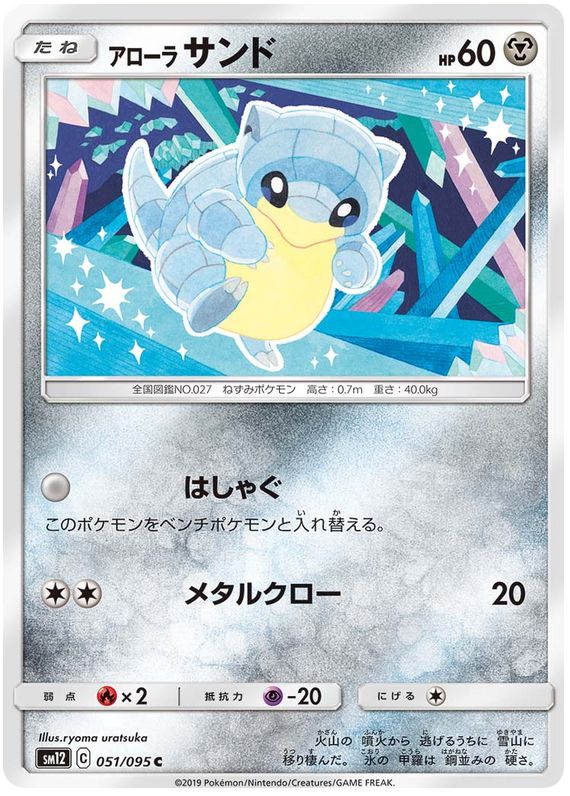 たね アローラ サンド HP 60
全国図鑑NO.027 ねずみポケモン 高さ：0.7m 重さ：40.0kg
はしゃぐ
このポケモンをベンチポケモンと入れ替える。
メタルクロー 20
弱点 ×2 抵抗力 -20 にげる
Illus.ryoma uratsuka
sm12 C 051/095 C
火山の 噴火から 逃げるうちに 雪山に
移り棲んだ。氷の 甲羅は 鋼並みの 硬さ。
©2019 Pokémon/Nintendo/Creatures/GAME FREAK.